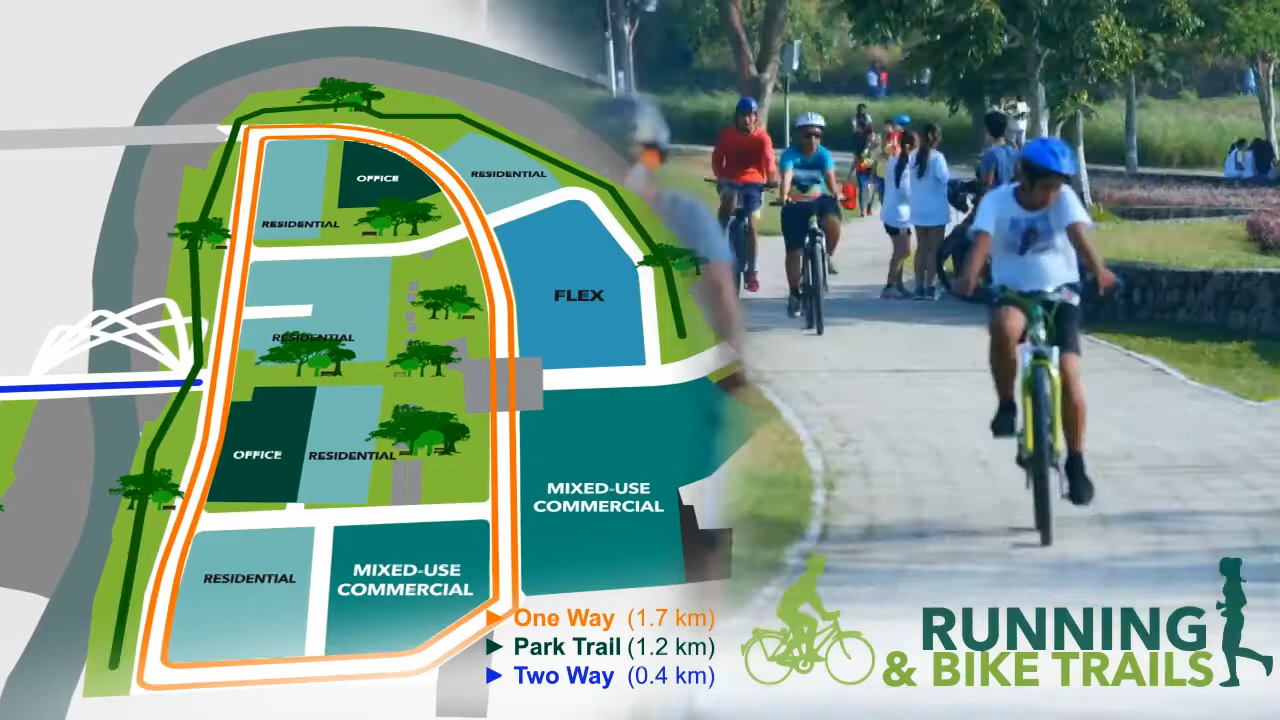 OFFICE
RESIDENTIAL
RESIDENTIAL
FLEX
RESIDENTIAL
OFFICE
RESIDENTIAL
MIXED-USE
COMMERCIAL
RESIDENTIAL
MIXED-USE
COMMERCIAL
One Way (1.7 km)
Park Trail (1.2 km)
Two Way (0.4 km)
RUNNING
& BIKE TRAILS